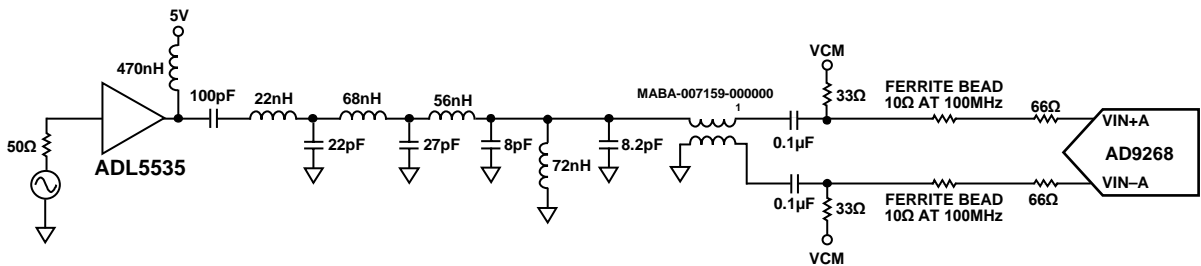 5V
470nH
100pF
22nH
68nH
56nH
MABA-007159-000000
1
VCM
33Ω
FERRITE BEAD
10Ω AT 100MHz
66Ω
VIN+A
50Ω
ADL5535
22pF
27pF
8pF
72nH
8.2pF
0.1µF
AD9268
0.1µF
33Ω
VCM
FERRITE BEAD
10Ω AT 100MHz
66Ω
VIN–A